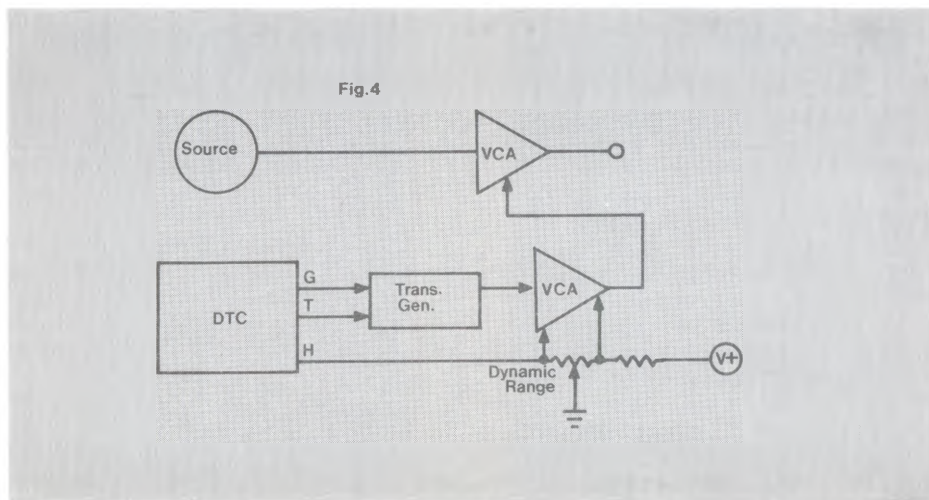 Fig.4
Source
VCA
DTC
G
T
H
Trans.
Gen.
VCA
Dynamic
Range
V+